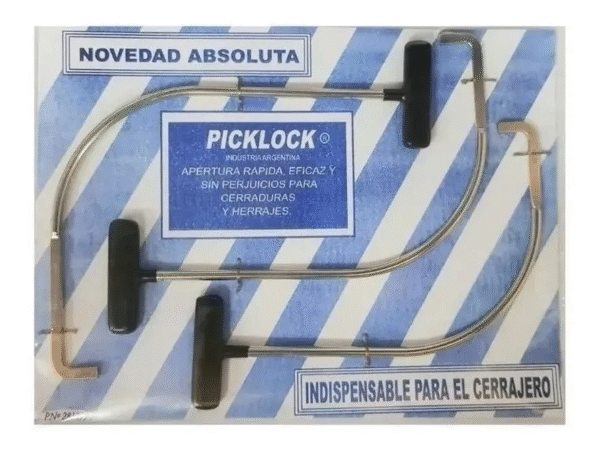 NOVEDAD ABSOLUTA
PICKLOCK ®
INDUSTRIA ARGENTINA
APERTURA RAPIDA, EFICAZ Y
SIN PERJUICIOS PARA
CERRADURAS
Y HERRAJES.
INDISPENSABLE PARA EL CERRAJERO